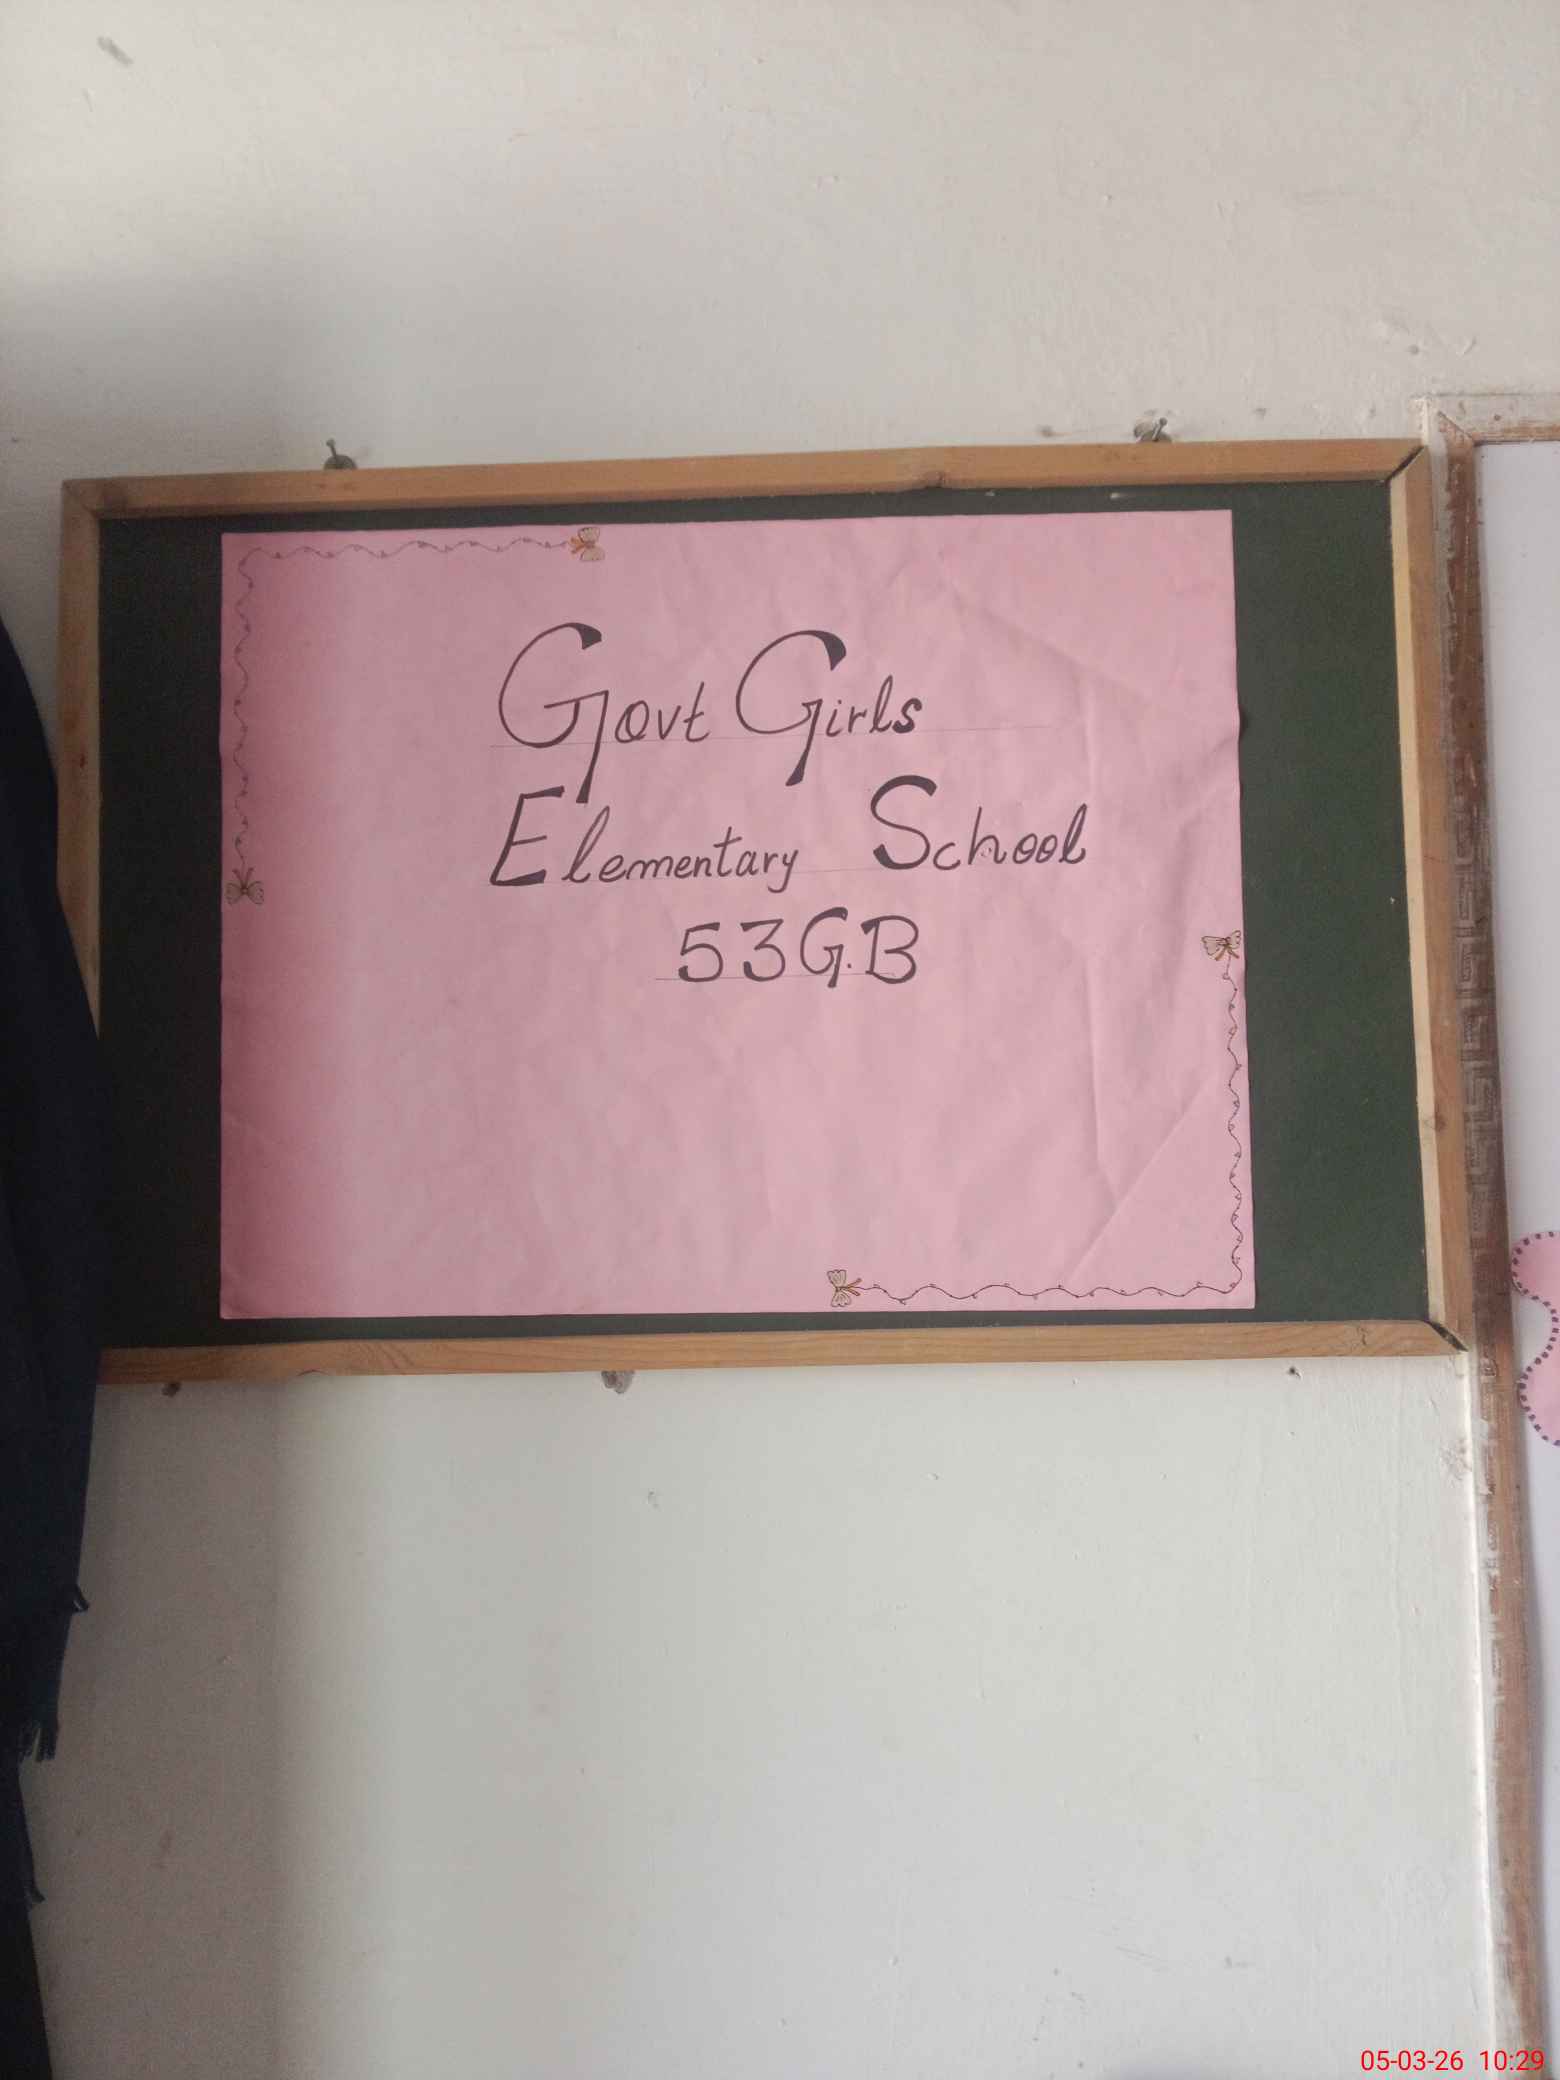 Govt Girls
Elementary School
53G.B
05-03-26 10:29